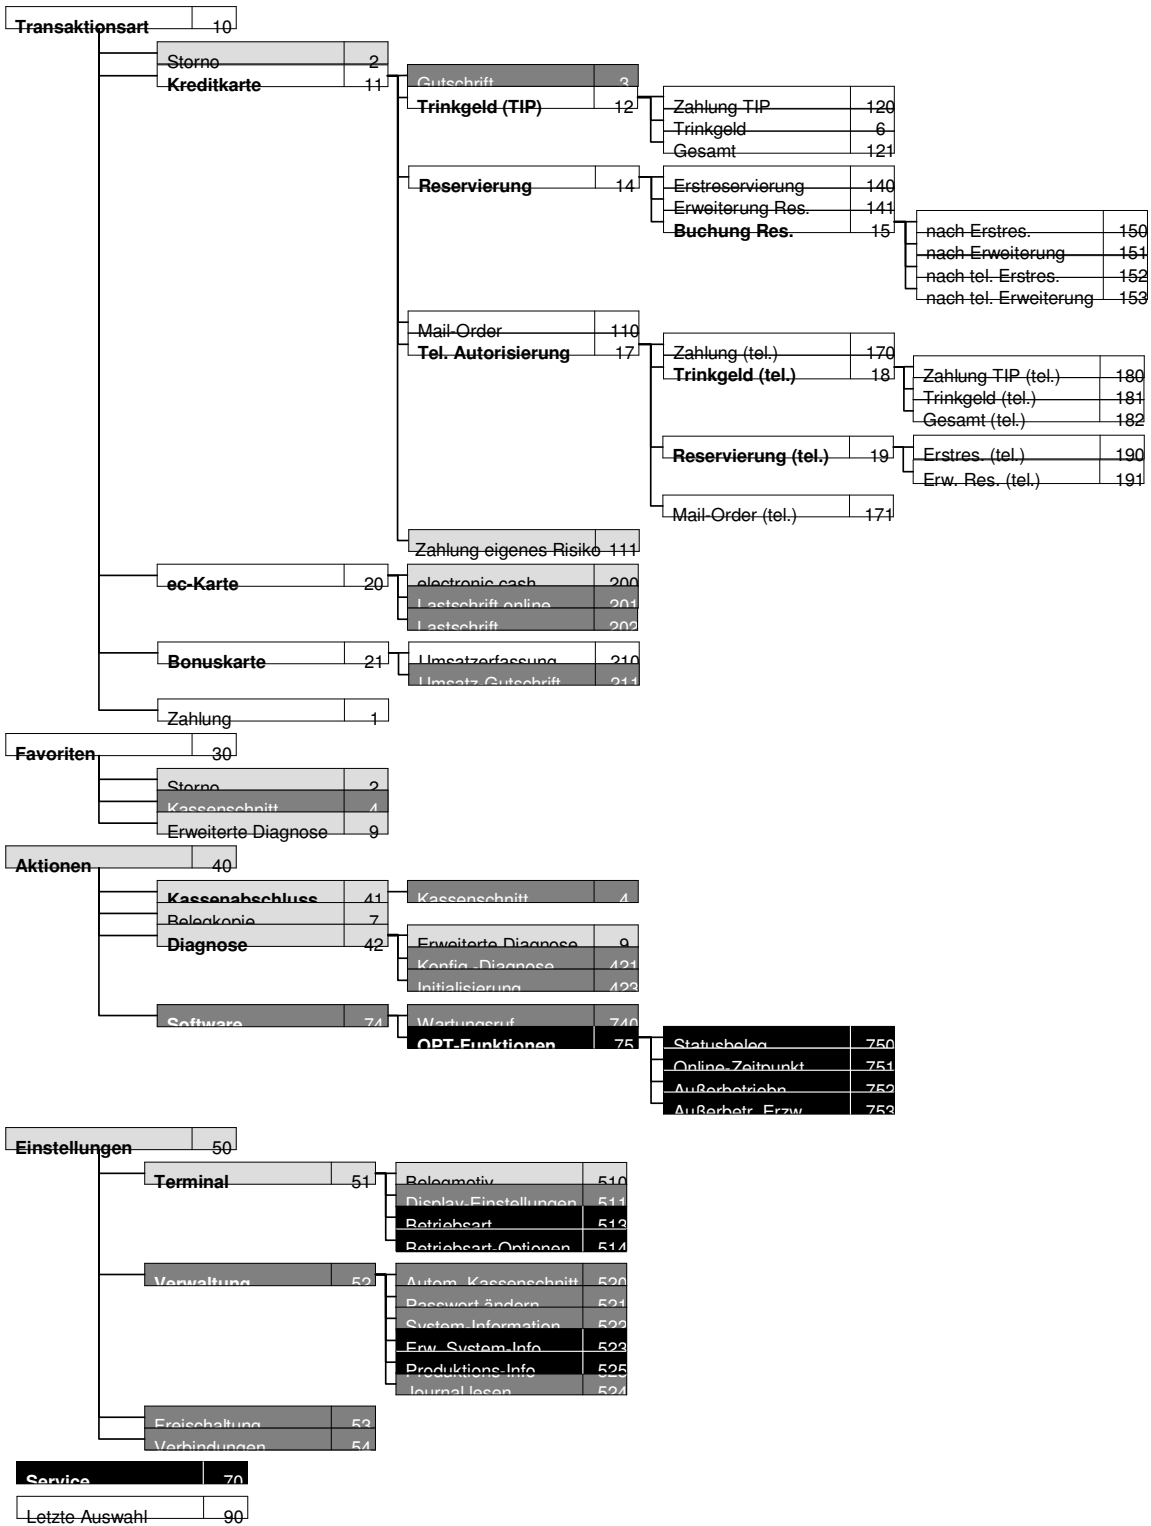 Transaktionsart 10
Storno 2
Kreditkarte 11
Gutschrift 3
Trinkgeld (TIP) 12
Zahlung TIP 120
Trinkgeld 6
Gesamt 121
Reservierung 14
Erstreservierung 140
Erweiterung Res. 141
Buchung Res. 15
nach Erstres. 150
nach Erweiterung 151
nach tel. Erstres. 152
nach tel. Erweiterung 153
Mail-Order 110
Tel. Autorisierung 17
Zahlung (tel.) 170
Trinkgeld (tel.) 18
Zahlung TIP (tel.) 180
Trinkgeld (tel.) 181
Gesamt (tel.) 182
Reservierung (tel.) 19
Erstres. (tel.) 190
Erw. Res. (tel.) 191
Mail-Order (tel.) 171
Zahlung eigenes Risiko 111
ec-Karte 20
electronic cash 200
Lastschrift online 201
Lastschrift 202
Bonuskarte 21
Umsatzerfassung 210
Umsatz-Gutschrift 211
Zahlung 1
Favoriten 30
Storno 2
Kassenschnitt 4
Erweiterte Diagnose 9
Aktionen 40
Kassenabschluss 41
Kassenschnitt 4
Belegkopie 7
Diagnose 42
Erweiterte Diagnose 9
Konfig.-Diagnose 421
Initialisierung 423
Software 74
Wartungsruf 740
OPT-Funktionen 75
Statusbeleg 750
Online-Zeitpunkt 751
Außerbetriebn. 752
Außerbetr. Erzw. 753
Einstellungen 50
Terminal 51
Belegmotiv 510
Display-Einstellungen 511
Betriebsart 513
Betriebsart-Optionen 514
Verwaltung 52
Autom. Kassenschnitt 520
Passwort ändern 521
System-Information 522
Erw. System-Info 523
Produktions-Info 525
Journal lesen 524
Freischaltung 53
Verbindungen 54
Service 70
Letzte Auswahl 90